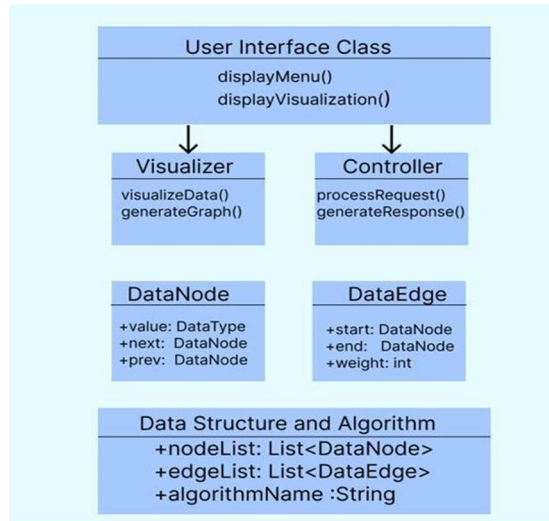 User Interface Class
displayMenu()
displayVisualization()
Visualizer
visualizeData()
generateGraph()
Controller
processRequest()
generateResponse()
DataNode
+value: DataType
+next: DataNode
+prev: DataNode
DataEdge
+start: DataNode
+end: DataNode
+weight: int
Data Structure and Algorithm
+nodeList: List<DataNode>
+edgeList: List<DataEdge>
+algorithmName :String